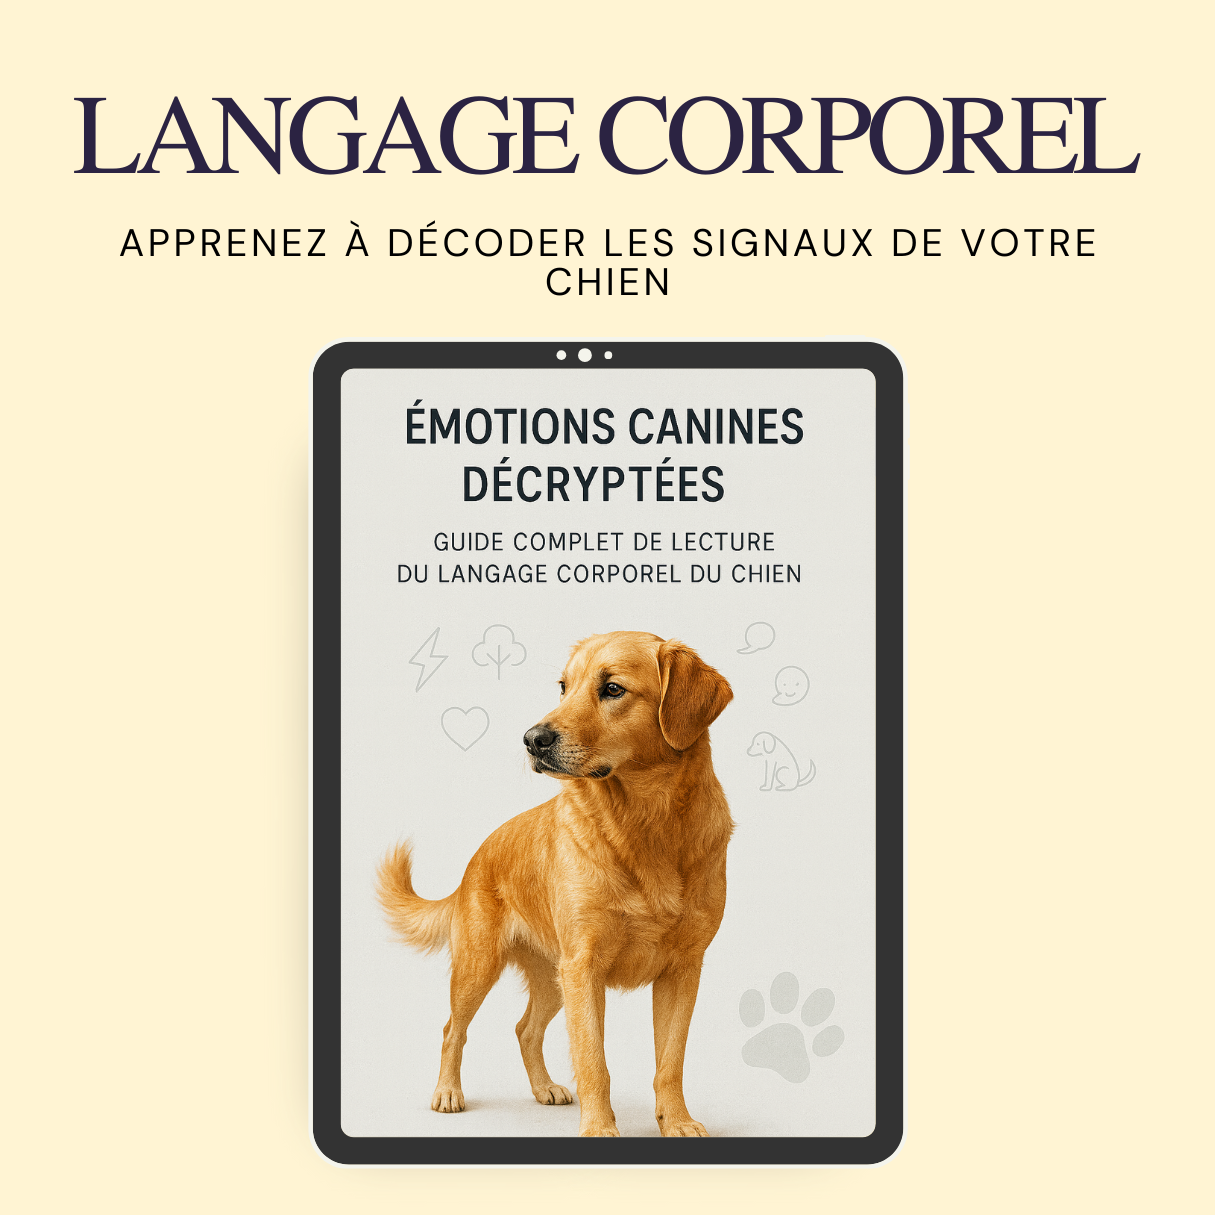 LANGAGE CORPOREL
APPRENEZ À DÉCODER LES SIGNAUX DE VOTRE
CHIEN
ÉMOTIONS CANINES
DÉCRYPTÉES
GUIDE COMPLET DE LECTURE
DU LANGAGE CORPOREL DU CHIEN